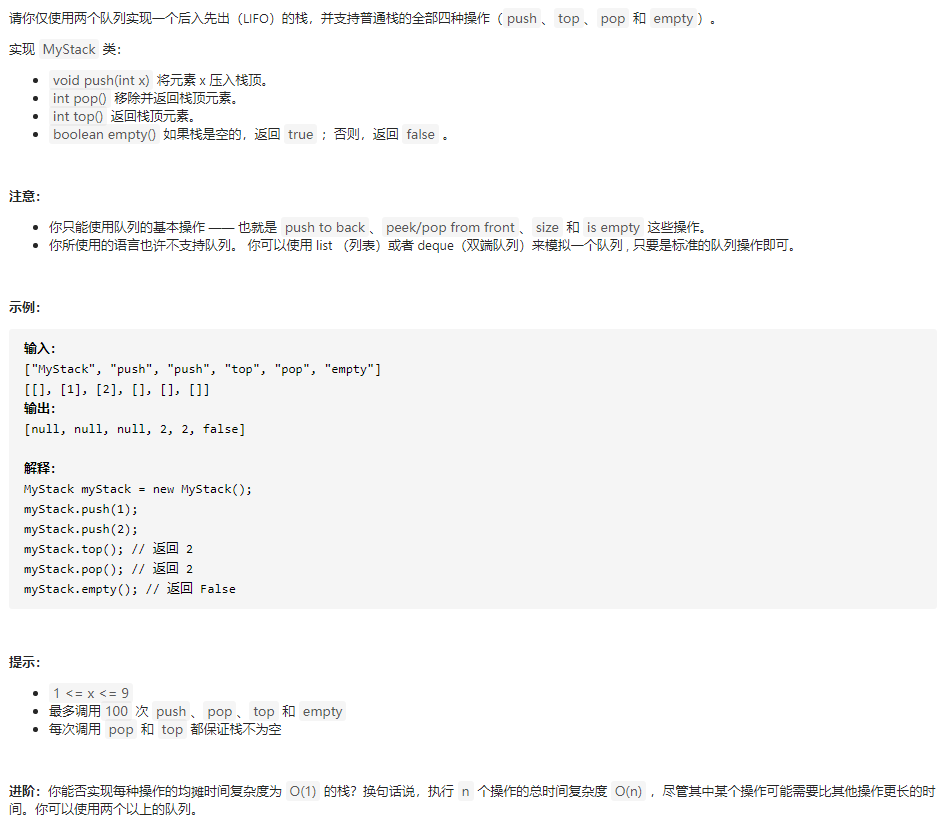 请你仅使用两个队列实现一个后入先出（LIFO）的栈，并支持普通栈的全部四种操作（ push 、 top 、 pop 和 empty ）。
实现 MyStack 类：
void push(int x) 将元素 x 压入栈顶。
int pop() 移除并返回栈顶元素。
int top() 返回栈顶元素。
boolean empty() 如果栈是空的，返回 true ；否则，返回 false 。
注意：
你只能使用队列的基本操作 —— 也就是 push to back 、 peek/pop from front 、 size 和 is empty 这些操作。
你所使用的语言也许不支持队列。 你可以使用 list （列表）或者 deque（双端队列）来模拟一个队列 , 只要是标准的队列操作即可。
示例：
输入：
["MyStack", "push", "push", "top", "pop", "empty"]
[[], [1], [2], [], [], []]
输出：
[null, null, null, 2, 2, false]
解释：
MyStack myStack = new MyStack();
myStack.push(1);
myStack.push(2);
myStack.top(); // 返回 2
myStack.pop(); // 返回 2
myStack.empty(); // 返回 False
提示：
1 <= x <= 9
最多调用 100 次 push 、 pop 、 top 和 empty
每次调用 pop 和 top 都保证栈不为空
进阶：你能否实现每种操作的均摊时间复杂度为 O(1) 的栈？换句话说，执行 n 个操作的总时间复杂度 O(n) ，尽管其中某个操作可能需要比其他操作更长的时
间。你可以使用两个以上的队列。